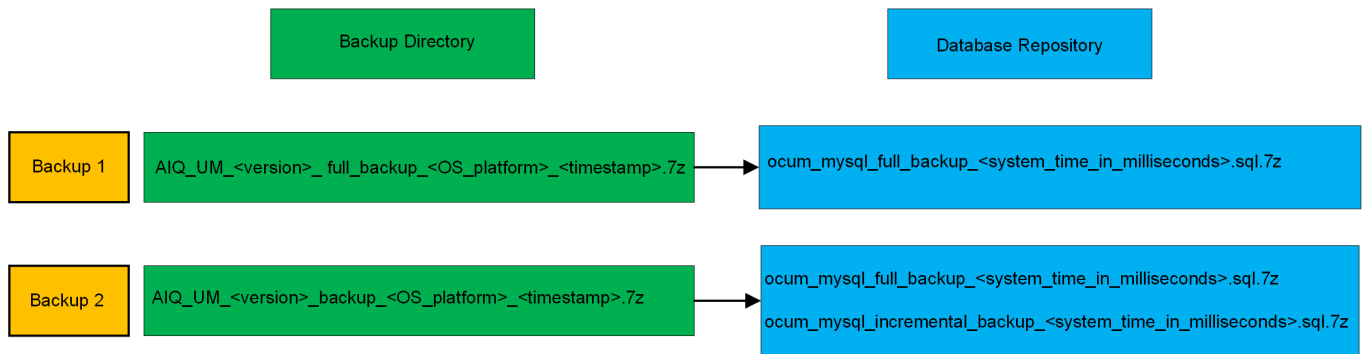 Backup Directory
Database Repository
Backup 1
AIQ_UM_<version>_ full_backup_<OS_platform>_<timestamp>.7z
ocum_mysql_full_backup_<system_time_in_milliseconds>.sql.7z
Backup 2
AIQ_UM_<version>_backup_<OS_platform>_<timestamp>.7z
ocum_mysql_full_backup_<system_time_in_milliseconds>.sql.7z
ocum_mysql_incremental_backup_<system_time_in_milliseconds>.sql.7z